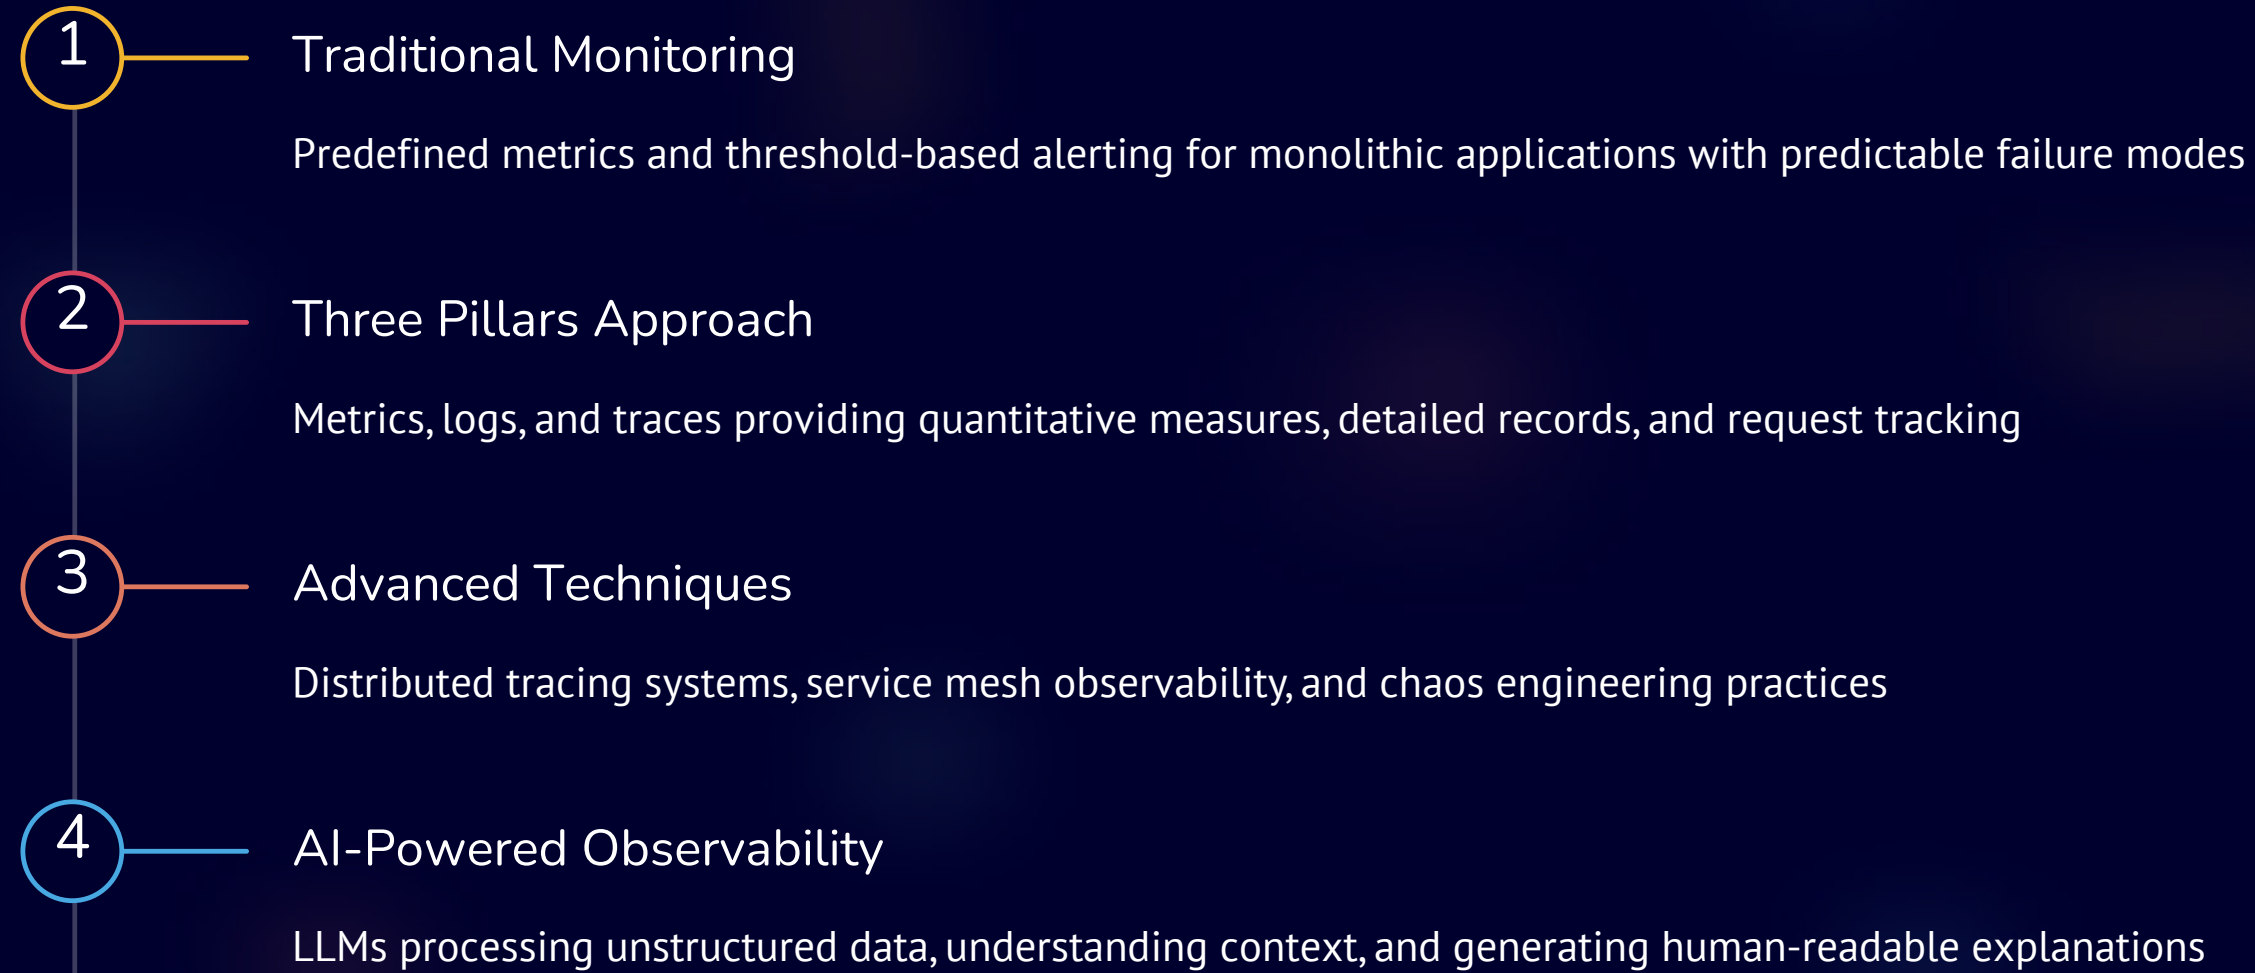 1
Traditional Monitoring
Predefined metrics and threshold-based alerting for monolithic applications with predictable failure modes
2
Three Pillars Approach
Metrics, logs, and traces providing quantitative measures, detailed records, and request tracking
3
Advanced Techniques
Distributed tracing systems, service mesh observability, and chaos engineering practices
4
AI-Powered Observability
LLMs processing unstructured data, understanding context, and generating human-readable explanations